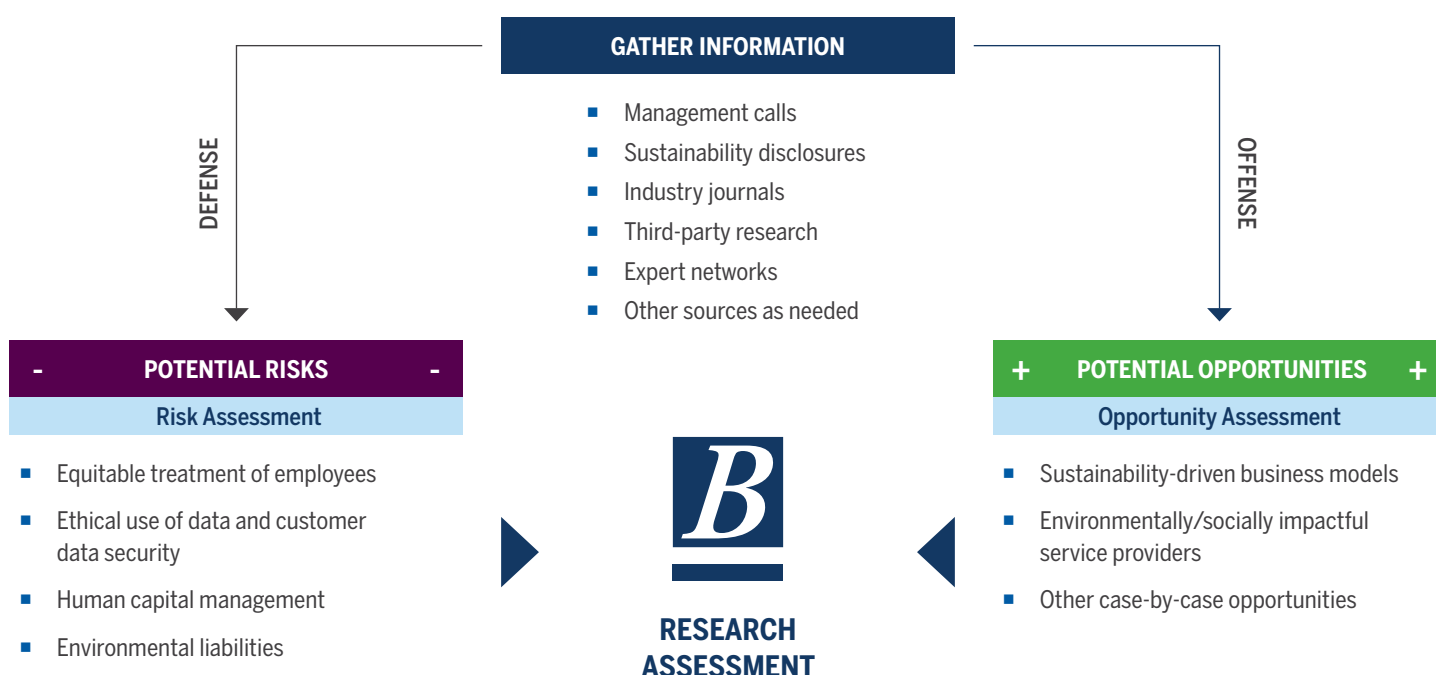 GATHER INFORMATION
▪ Management calls
▪ Sustainability disclosures
▪ Industry journals
▪ Third-party research
▪ Expert networks
▪ Other sources as needed
DEFENSE
OFFENSE
- POTENTIAL RISKS -
Risk Assessment
▪ Equitable treatment of employees
▪ Ethical use of data and customer
data security
▪ Human capital management
▪ Environmental liabilities
B
RESEARCH
ASSESSMENT
+ POTENTIAL OPPORTUNITIES +
Opportunity Assessment
▪ Sustainability-driven business models
▪ Environmentally/socially impactful
service providers
▪ Other case-by-case opportunities